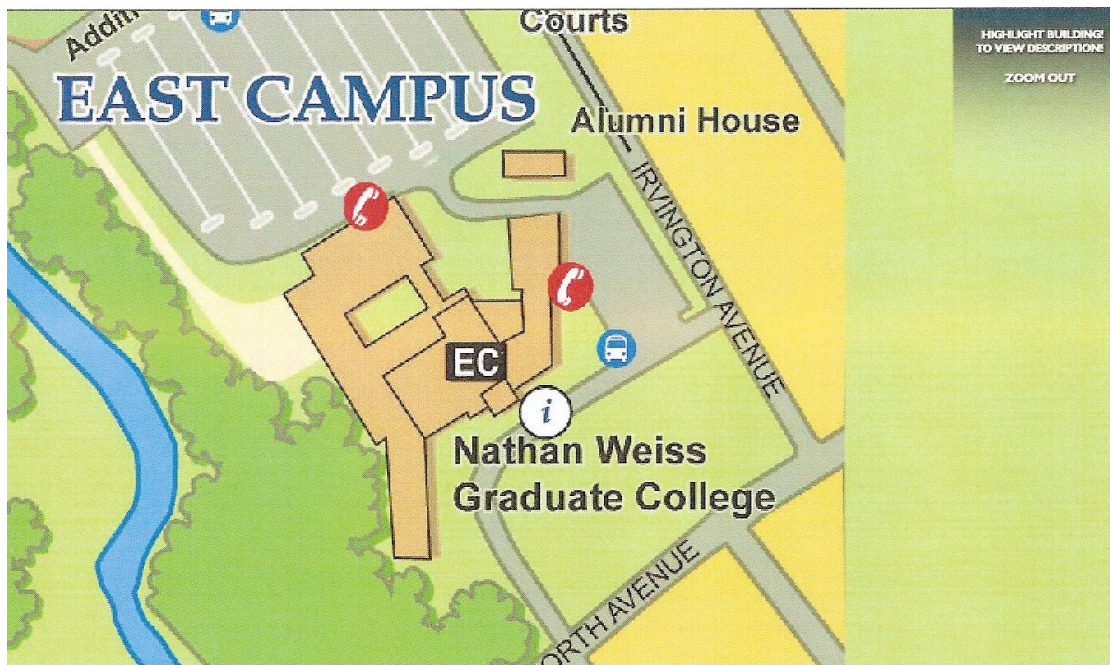 Courts
HIGHLIGHT BUILDING
TO VIEW DESCRIPTION
ZOOM OUT
EAST CAMPUS
Alumni House
IRVINGTON AVENUE
EC
i
Nathan Weiss
Graduate College
ORTH AVENUE